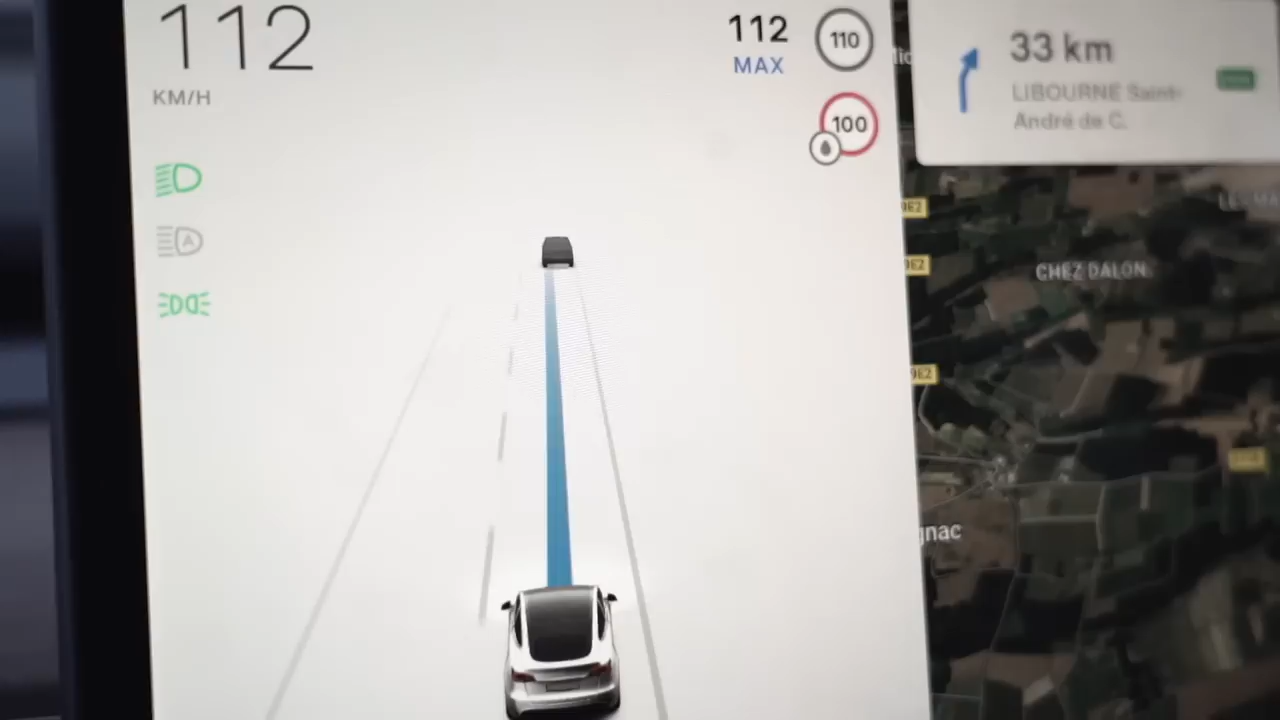 112
KM/H
112
MAX
110
100
A
33 km
LIBOURNE Saint-
André de C.
CHEZ DALON
gnac